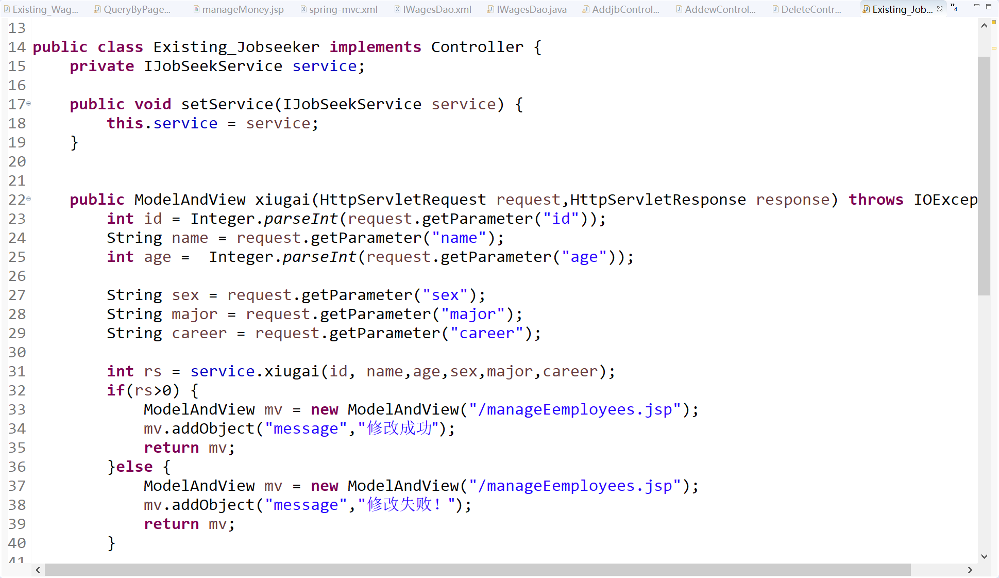 Existing_Wag... QueryByPage... manageMoney.jsp spring-mvc.xml IWagesDao.xml IWagesDao.java AddjbControl... AddewControl... DeleteContr... Existing_Job... »4
13
14 public class Existing_Jobseeker implements Controller {
15     private IJobSeekService service;
16
17     public void setService(IJobSeekService service) {
18         this.service = service;
19     }
20
21
22     public ModelAndView xiugai(HttpServletRequest request,HttpServletResponse response) throws IOExcep
23         int id = Integer.parseInt(request.getParameter("id"));
24         String name = request.getParameter("name");
25         int age =  Integer.parseInt(request.getParameter("age"));
26
27         String sex = request.getParameter("sex");
28         String major = request.getParameter("major");
29         String career = request.getParameter("career");
30
31         int rs = service.xiugai(id, name,age,sex,major,career);
32         if(rs>0) {
33             ModelAndView mv = new ModelAndView("/manageEemployees.jsp");
34             mv.addObject("message","修改成功");
35             return mv;
36         }else {
37             ModelAndView mv = new ModelAndView("/manageEemployees.jsp");
38             mv.addObject("message","修改失败！");
39             return mv;
40         }
41